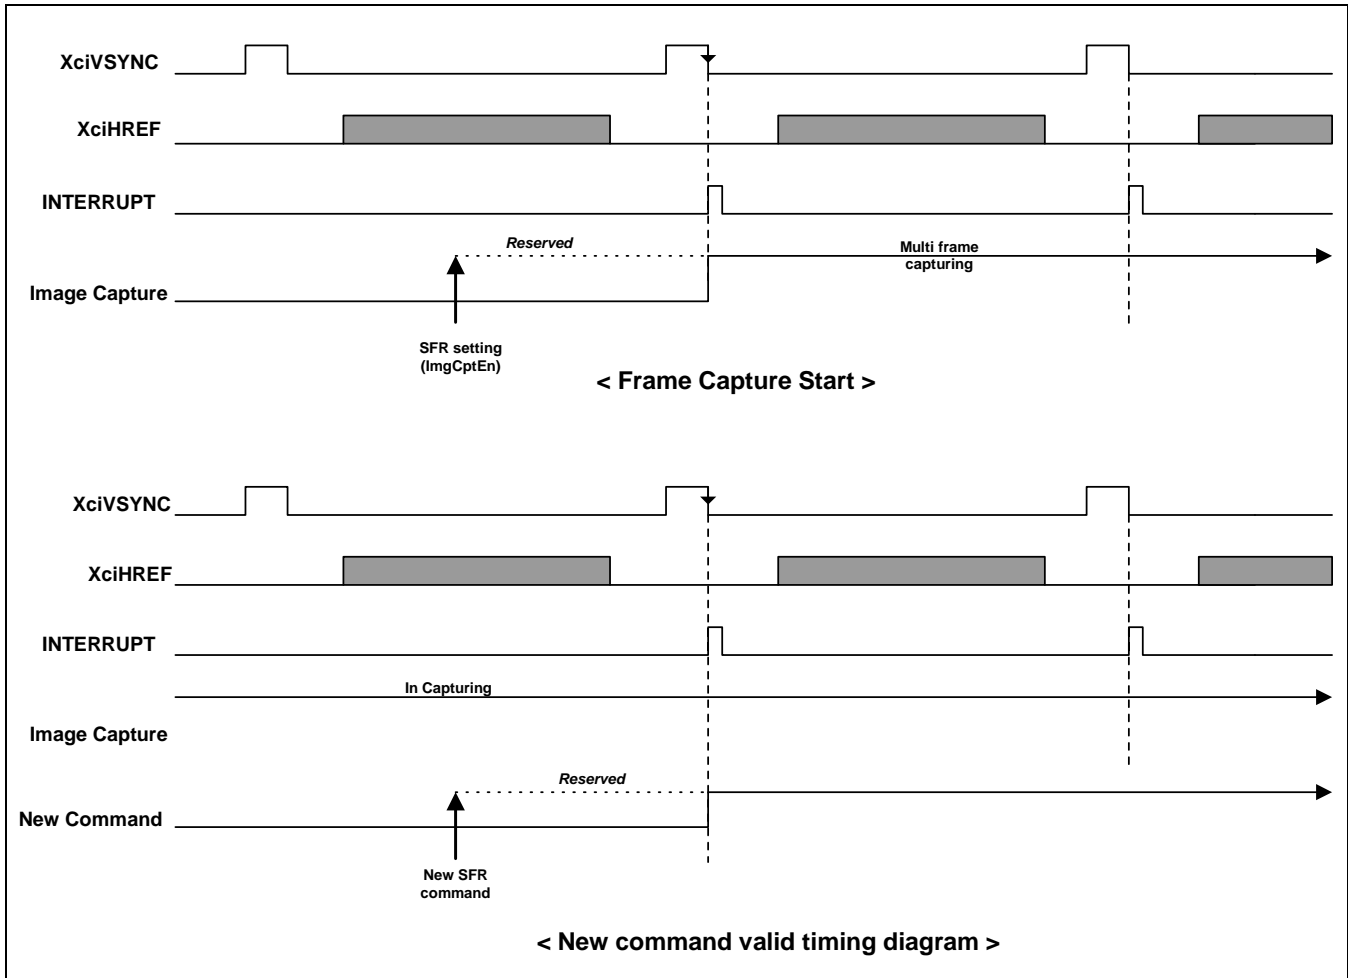 XciVSYNC
XciHREF
INTERRUPT
Reserved
Multi frame
capturing
Image Capture
SFR setting
(ImgCptEn)
< Frame Capture Start >
XciVSYNC
XciHREF
INTERRUPT
In Capturing
Image Capture
Reserved
New Command
New SFR
command
< New command valid timing diagram >